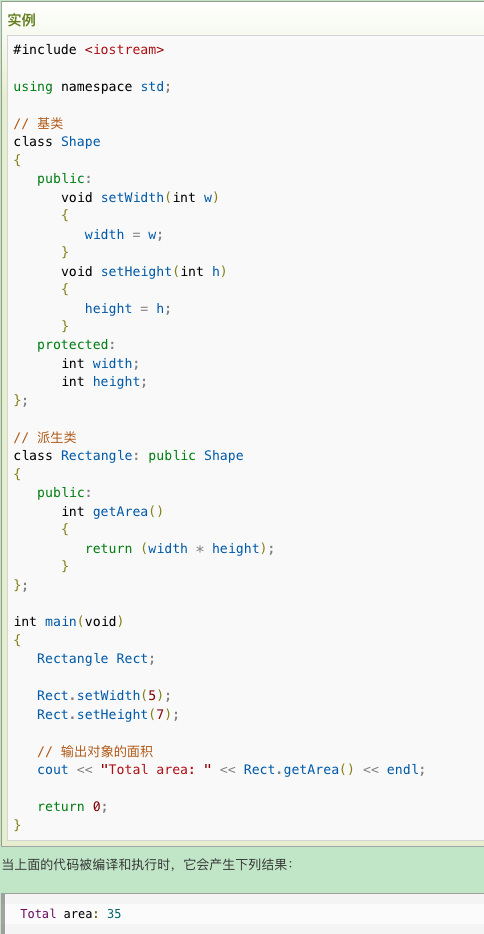 实例
#include <iostream>
using namespace std;
// 基类
class Shape
{
   public:
      void setWidth(int w)
      {
         width = w;
      }
      void setHeight(int h)
      {
         height = h;
      }
   protected:
      int width;
      int height;
};
// 派生类
class Rectangle: public Shape
{
   public:
      int getArea()
      {
         return (width * height);
      }
};
int main(void)
{
   Rectangle Rect;
   Rect.setWidth(5);
   Rect.setHeight(7);
   // 输出对象的面积
   cout << "Total area: " << Rect.getArea() << endl;
   return 0;
}
当上面的代码被编译和执行时，它会产生下列结果：
Total area: 35